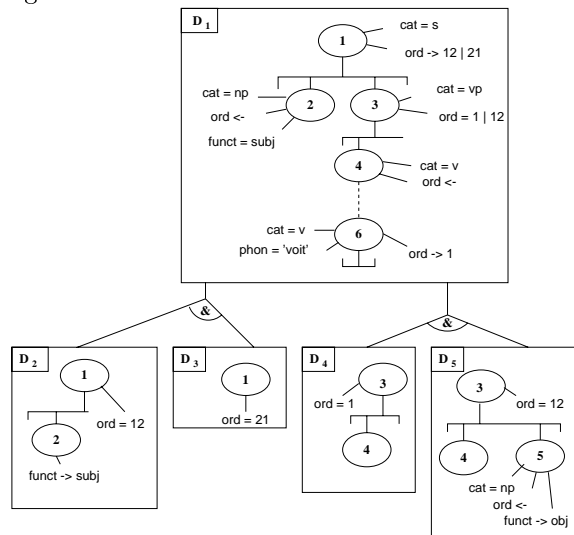 D 1
cat = s
1
ord -> 12 | 21
cat = np
2
ord <-
funct = subj
cat = vp
3
ord = 1 | 12
4
cat = v
ord <-
cat = v
6
phon = 'voit'
ord -> 1
&
&
D 2
1
ord = 12
2
funct -> subj
D 3
1
ord = 21
D 4
3
ord = 1
4
D 5
3
ord = 12
4
5
cat = np
ord <-
funct -> obj